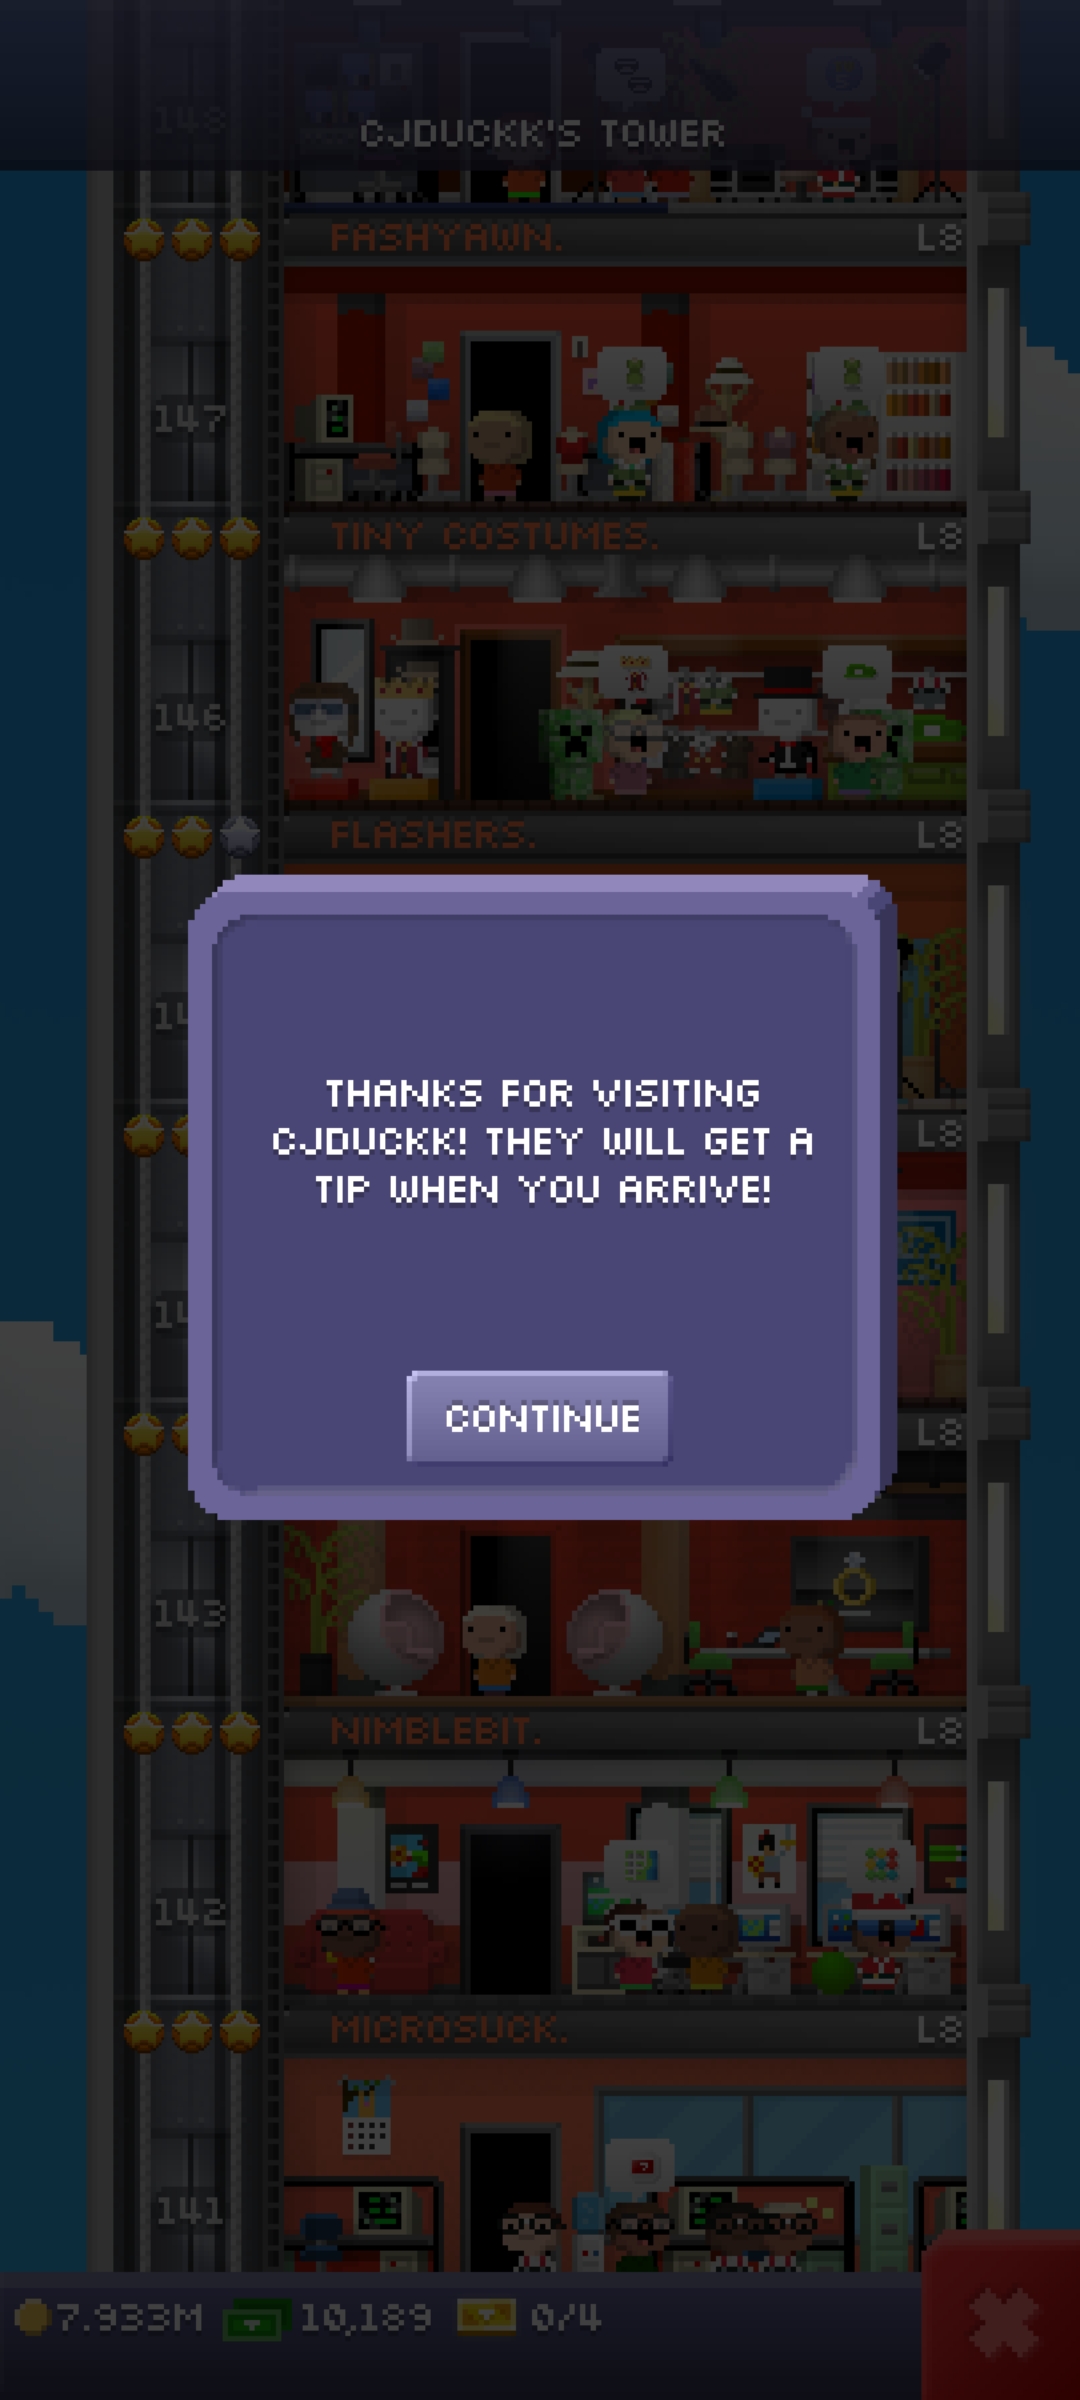 148
CJDUCKK'S TOWER
FASHYAWN. L8
147
TINY COSTUMES. L8
146
FLASHERS. L8
14
THANKS FOR VISITING
CJDUCKK! THEY WILL GET A
TIP WHEN YOU ARRIVE!
L8
14
CONTINUE
L8
143
NIMBLEBIT. L8
142
MICROSUCK. L8
141
7.933M 10,189 0/4